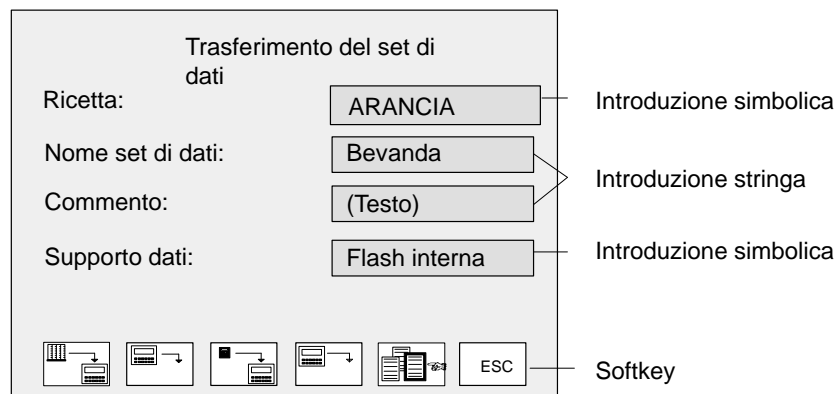 Trasferimento del set di
dati
Ricetta:
ARANCIA
Introduzione simbolica
Nome set di dati:
Bevanda
Introduzione stringa
Commento:
(Testo)
Supporto dati:
Flash interna
Introduzione simbolica
ESC
Softkey